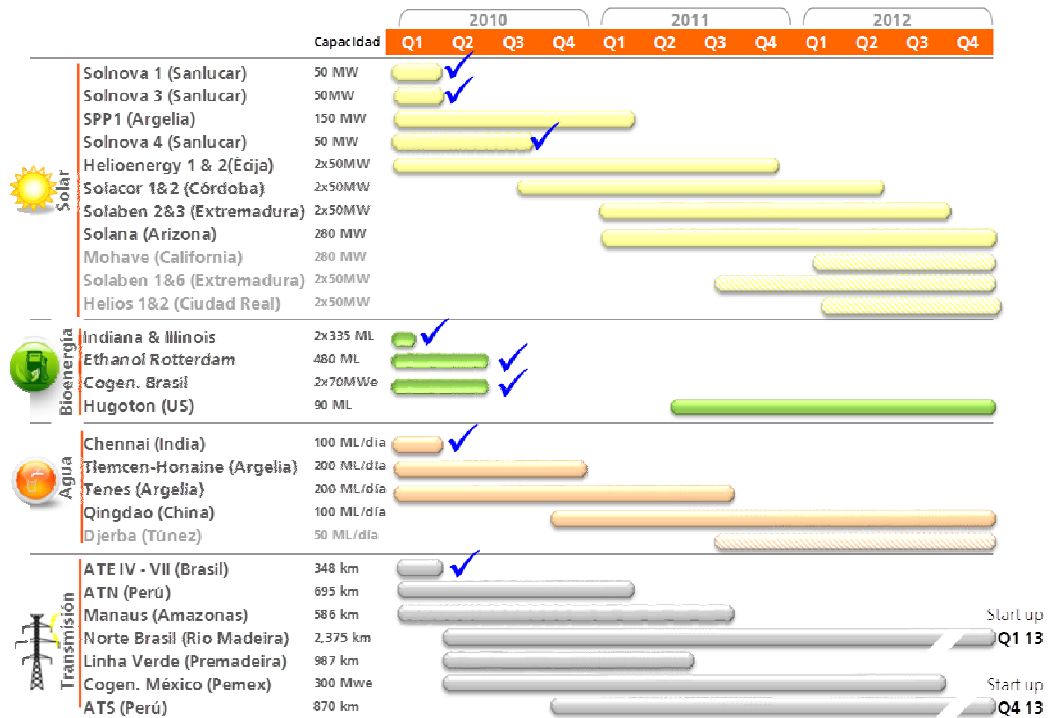 2010 2011 2012
Capacidad Q1 Q2 Q3 Q4 Q1 Q2 Q3 Q4 Q1 Q2 Q3 Q4
Solar
Solnova 1 (Sanlucar) 50 MW
Solnova 3 (Sanlucar) 50MW
SPP1 (Argelia) 150 MW
Solnova 4 (Sanlucar) 50 MW
Helioenergy 1 & 2(Écija) 2x50MW
Solacor 1&2 (Córdoba) 2x50MW
Solaben 2&3 (Extremadura) 2x50MW
Solana (Arizona) 280 MW
Mohave (California) 280 MW
Solaben 1&6 (Extremadura) 2x50MW
Helios 1&2 (Ciudad Real) 2x50MW
Bioenergía
Indiana & Illinois 2x335 ML
Ethanol Rotterdam 480 ML
Cogen. Brasil 2x70MWe
Hugoton (US) 90 ML
Agua
Chennai (India) 100 ML/día
Tlemcen-Honaine (Argelia) 200 ML/día
Tenes (Argelia) 200 ML/día
Qingdao (China) 100 ML/día
Djerba (Túnez) 50 ML/día
Transmisión
ATE IV - VII (Brasil) 348 km
ATN (Perú) 695 km
Manaus (Amazonas) 586 km Start up
Norte Brasil (Rio Madeira) 2,375 km Q1 13
Linha Verde (Premadeira) 987 km
Cogen. México (Pemex) 300 Mwe Start up
ATS (Perú) 870 km Q4 13